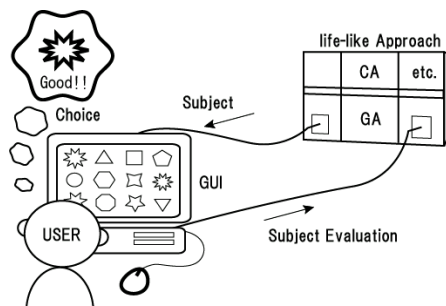 life-like Approach
CA
etc.
GA
Good!!
Choice
Subject
GUI
USER
Subject Evaluation